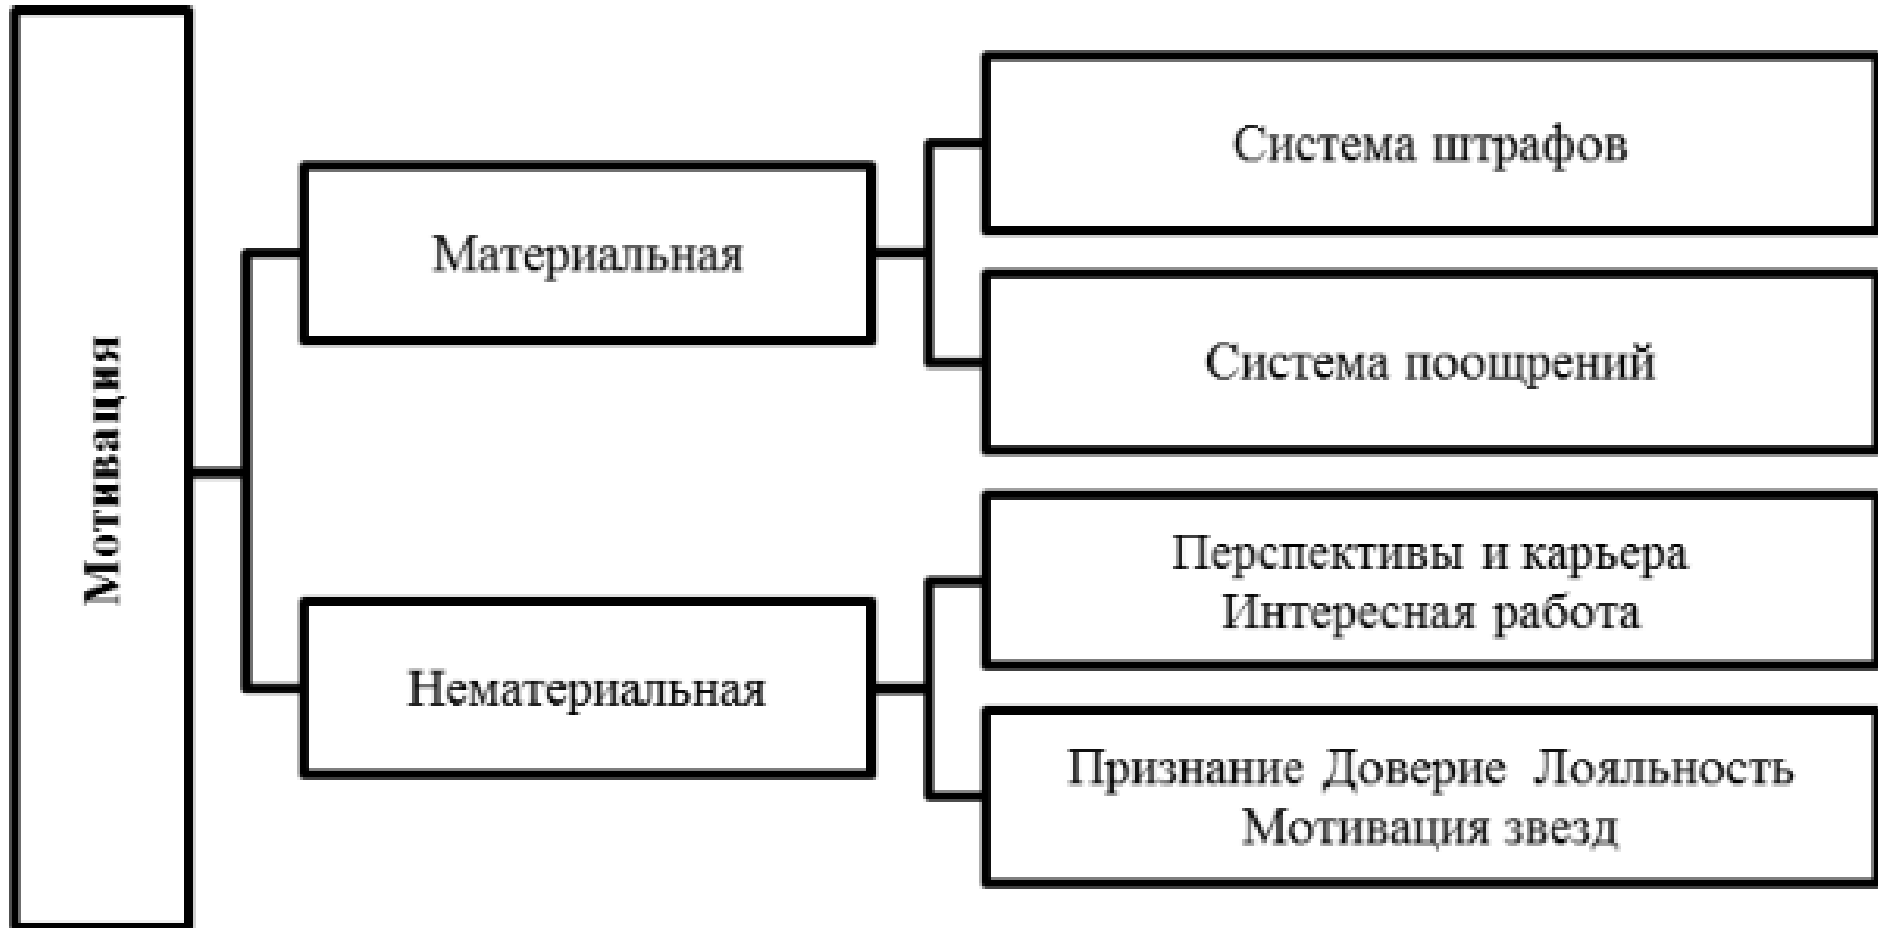 Мотивация
Материальная
Система штрафов
Система поощрений
Нематериальная
Перспективы и карьера
Интересная работа
Признание Доверие Лояльность
Мотивация звезд